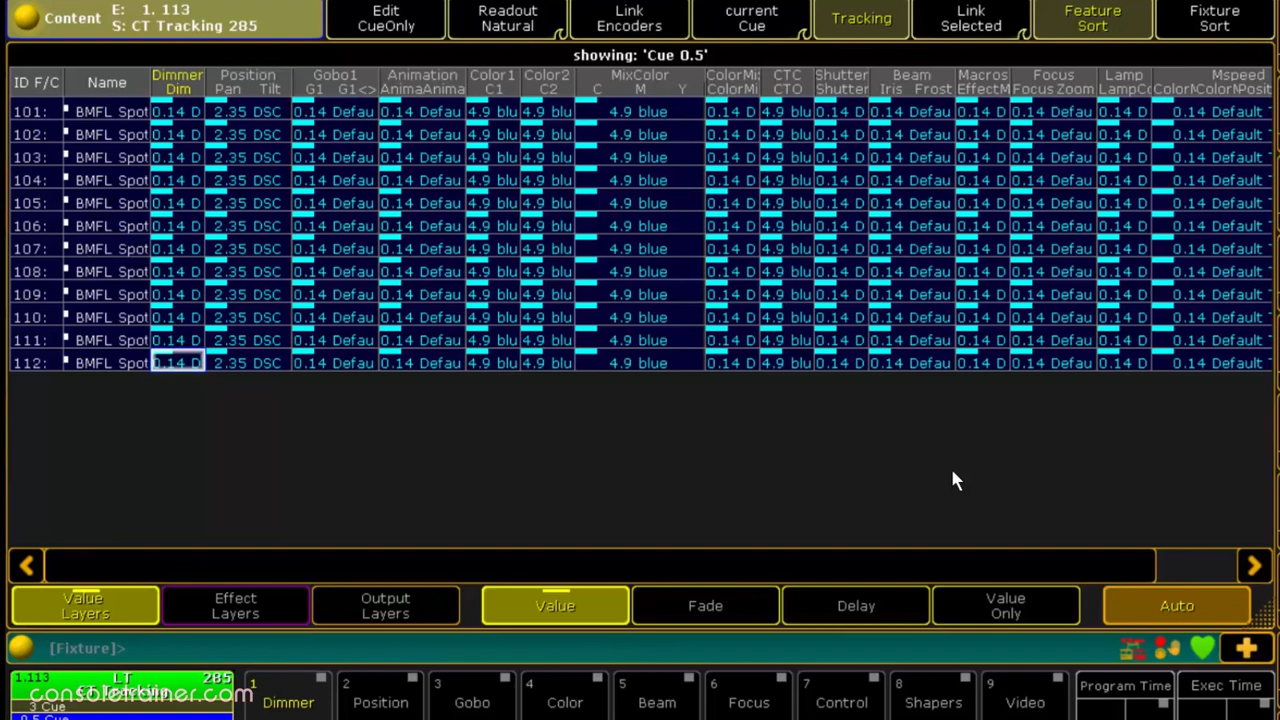 Content E: 1. 113
S: CT Tracking 285
Edit CueOnly
Readout Natural
Link Encoders
current Cue
Tracking
Link Selected
Feature Sort
Fixture Sort
showing: 'Cue 0.5'
ID F/C Name Dimmer Position Gobo1 Animation Color1 Color2 MixColor ColorMi CTC Shutter Beam Macros Focus Lamp Mspeed
Dim Pan Tilt G1 G1<> AnimaAnima C1 C2 C M Y ColorMi CTO Shutter Iris Frost EffectM Focus Zoom LampCo ColorMColorMPosit
101: BMFL Spot 0.14 D 2.35 DSC 0.14 Defau 0.14 Defau 4.9 blu 4.9 blu 4.9 blue 0.14 D 4.9 blu 0.14 D 0.14 Defau 0.14 D 0.14 Defau 0.14 D 0.14 Default
102: BMFL Spot 0.14 D 2.35 DSC 0.14 Defau 0.14 Defau 4.9 blu 4.9 blu 4.9 blue 0.14 D 4.9 blu 0.14 D 0.14 Defau 0.14 D 0.14 Defau 0.14 D 0.14 Default
103: BMFL Spot 0.14 D 2.35 DSC 0.14 Defau 0.14 Defau 4.9 blu 4.9 blu 4.9 blue 0.14 D 4.9 blu 0.14 D 0.14 Defau 0.14 D 0.14 Defau 0.14 D 0.14 Default
104: BMFL Spot 0.14 D 2.35 DSC 0.14 Defau 0.14 Defau 4.9 blu 4.9 blu 4.9 blue 0.14 D 4.9 blu 0.14 D 0.14 Defau 0.14 D 0.14 Defau 0.14 D 0.14 Default
105: BMFL Spot 0.14 D 2.35 DSC 0.14 Defau 0.14 Defau 4.9 blu 4.9 blu 4.9 blue 0.14 D 4.9 blu 0.14 D 0.14 Defau 0.14 D 0.14 Defau 0.14 D 0.14 Default
106: BMFL Spot 0.14 D 2.35 DSC 0.14 Defau 0.14 Defau 4.9 blu 4.9 blu 4.9 blue 0.14 D 4.9 blu 0.14 D 0.14 Defau 0.14 D 0.14 Defau 0.14 D 0.14 Default
107: BMFL Spot 0.14 D 2.35 DSC 0.14 Defau 0.14 Defau 4.9 blu 4.9 blu 4.9 blue 0.14 D 4.9 blu 0.14 D 0.14 Defau 0.14 D 0.14 Defau 0.14 D 0.14 Default
108: BMFL Spot 0.14 D 2.35 DSC 0.14 Defau 0.14 Defau 4.9 blu 4.9 blu 4.9 blue 0.14 D 4.9 blu 0.14 D 0.14 Defau 0.14 D 0.14 Defau 0.14 D 0.14 Default
109: BMFL Spot 0.14 D 2.35 DSC 0.14 Defau 0.14 Defau 4.9 blu 4.9 blu 4.9 blue 0.14 D 4.9 blu 0.14 D 0.14 Defau 0.14 D 0.14 Defau 0.14 D 0.14 Default
110: BMFL Spot 0.14 D 2.35 DSC 0.14 Defau 0.14 Defau 4.9 blu 4.9 blu 4.9 blue 0.14 D 4.9 blu 0.14 D 0.14 Defau 0.14 D 0.14 Defau 0.14 D 0.14 Default
111: BMFL Spot 0.14 D 2.35 DSC 0.14 Defau 0.14 Defau 4.9 blu 4.9 blu 4.9 blue 0.14 D 4.9 blu 0.14 D 0.14 Defau 0.14 D 0.14 Defau 0.14 D 0.14 Default
112: BMFL Spot 0.14 D 2.35 DSC 0.14 Defau 0.14 Defau 4.9 blu 4.9 blu 4.9 blue 0.14 D 4.9 blu 0.14 D 0.14 Defau 0.14 D 0.14 Defau 0.14 D 0.14 Default
Value Layers
Effect Layers
Output Layers
Value
Fade
Delay
Value Only
Auto
[Fixture]>
1.113 LT 285
CT Tracking
consoletrainer.com
3 Cue
0.5 Cue
1 Dimmer
2 Position
3 Gobo
4 Color
5 Beam
6 Focus
7 Control
8 Shapers
9 Video
Program Time
Exec Time